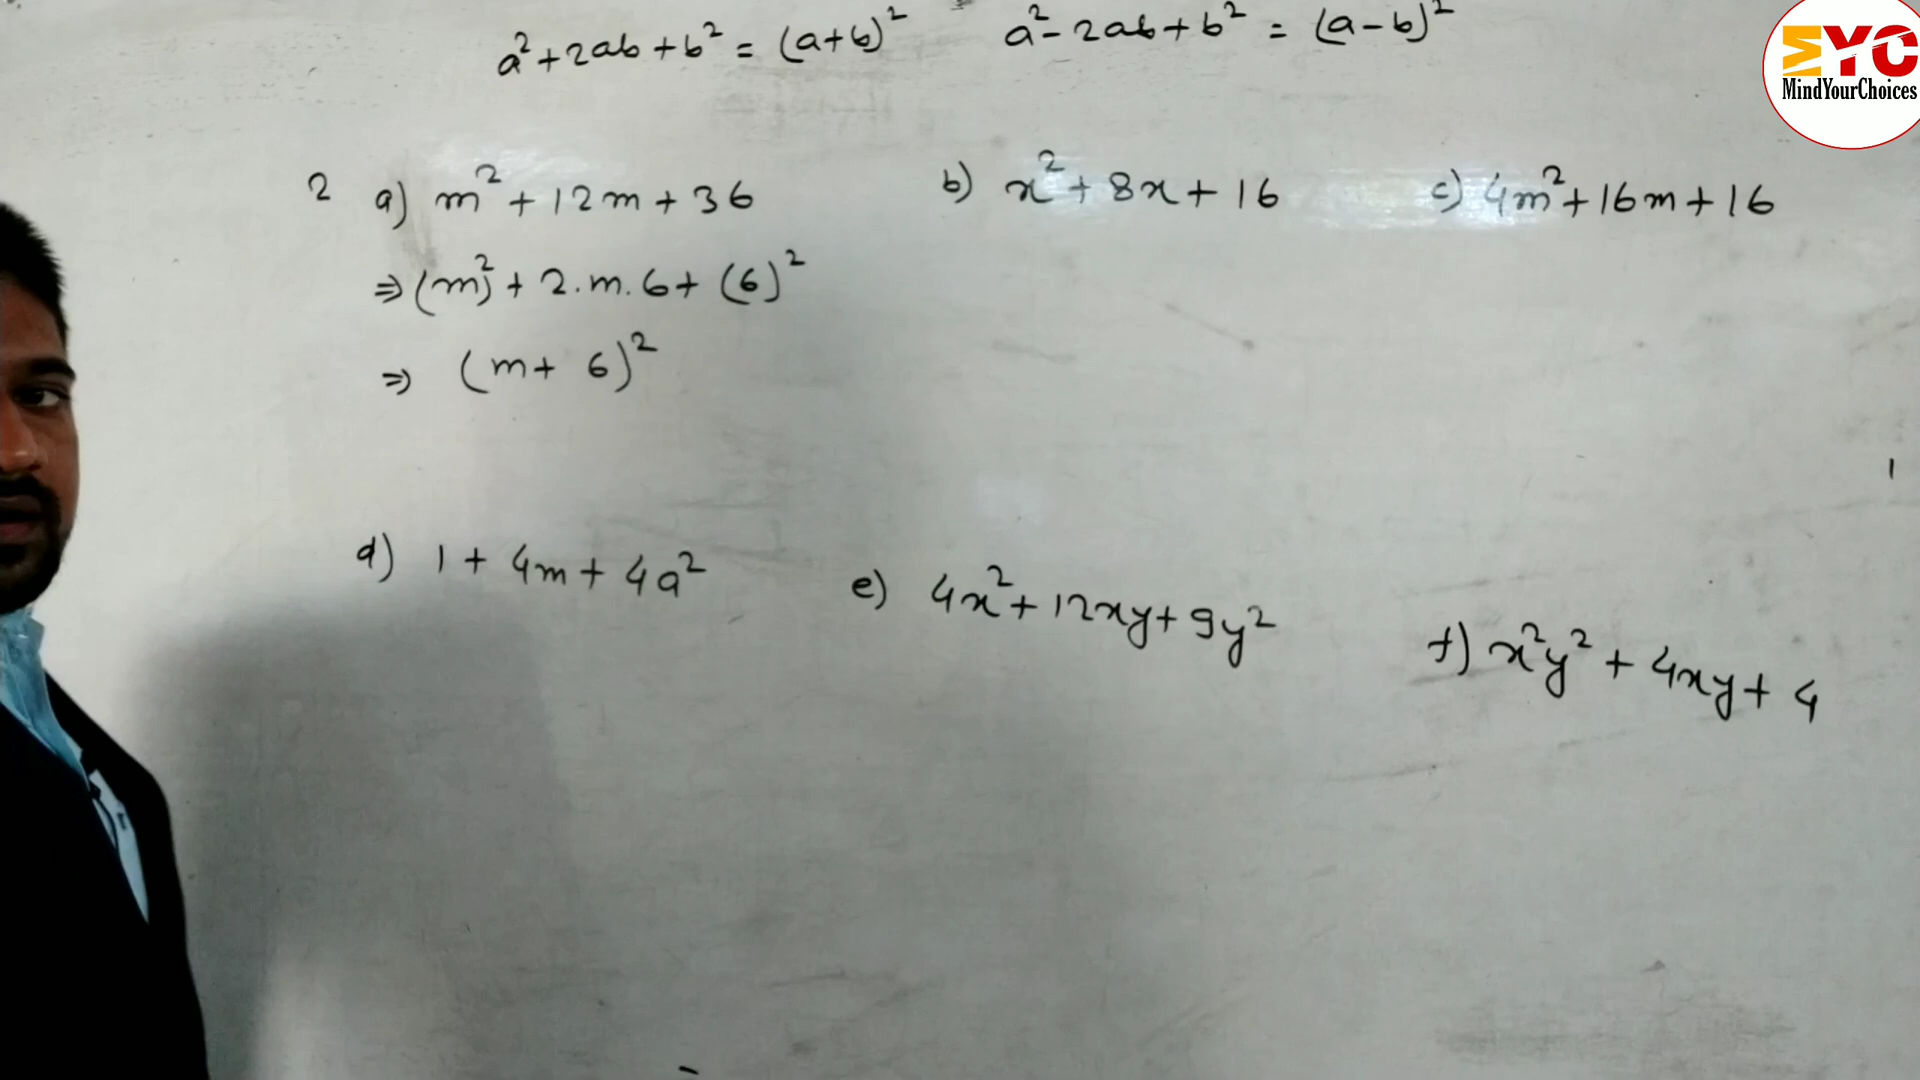 a²+2ab+b² = (a+b)² a²-2ab+b² = (a-b)²
MYC
MindYourChoices
2 a) m²+12m+36 b) x²+8x+16 c) 4m²+16m+16
⇒(m)²+2.m.6+(6)²
⇒ (m+6)²
d) 1+4m+4a² e) 4x²+12xy+9y² f) x²y²+4xy+4